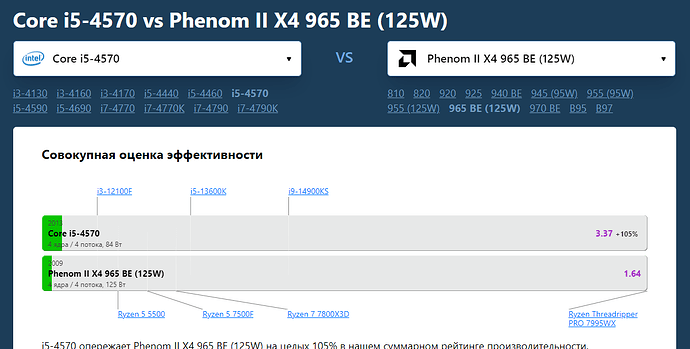 Core i5-4570 vs Phenom II X4 965 BE (125W)
intel Core i5-4570 VS Phenom II X4 965 BE (125W)
i3-4130 i3-4160 i3-4170 i5-4440 i5-4460 i5-4570
i5-4590 i5-4690 i7-4770 i7-4770K i7-4790 i7-4790K
810 820 920 925 940 BE 945 (95W) 955 (95W)
955 (125W) 965 BE (125W) 970 BE B95 B97
Совокупная оценка эффективности
i3-12100F i5-13600K i9-14900KS
2013
Core i5-4570 3.37 +105%
4 ядра / 4 потока, 84 Вт
2009
Phenom II X4 965 BE (125W) 1.64
4 ядра / 4 потока, 125 Вт
Ryzen 5 5500 Ryzen 5 7500F Ryzen 7 7800X3D Ryzen Threadripper
PRO 7995WX
i5-4570 опережает Phenom II X4 965 BE (125W) на целых 105% в нашем суммарном рейтинге производительности.